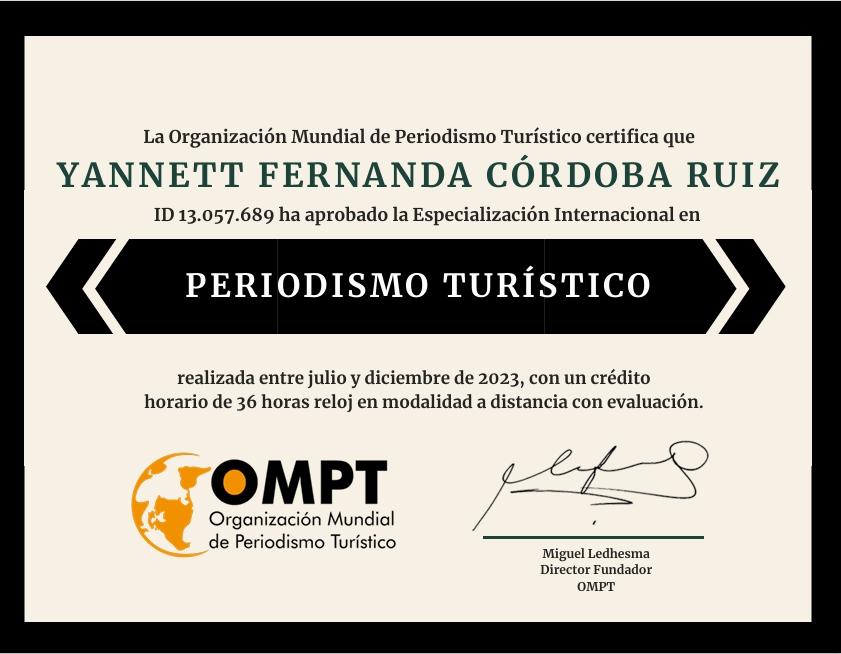 La Organización Mundial de Periodismo Turístico certifica que
YANNETT FERNANDA CÓRDOBA RUIZ
ID 13.057.689 ha aprobado la Especialización Internacional en
PERIODISMO TURÍSTICO
realizada entre julio y diciembre de 2023, con un crédito
horario de 36 horas reloj en modalidad a distancia con evaluación.
OMPT
Organización Mundial
de Periodismo Turístico
Miguel Ledhesma
Director Fundador
OMPT